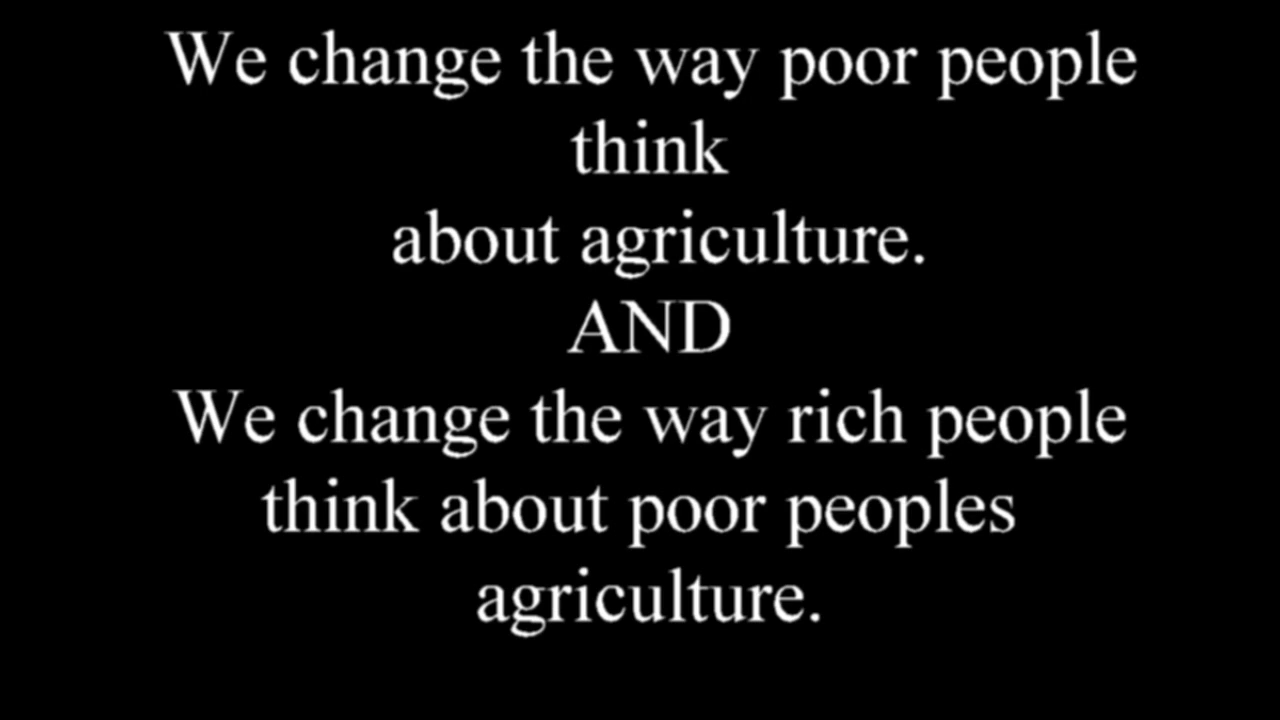 We change the way poor people
think
about agriculture.
AND
We change the way rich people
think about poor peoples
agriculture.